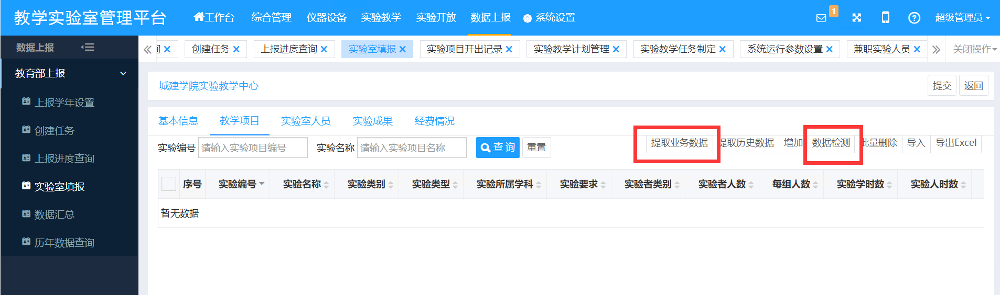 教学实验室管理平台 工作台 综合管理 仪器设备 实验教学 实验开放 数据上报 系统设置 1 超级管理员
数据上报
创建任务 上报进度查询 实验室填报 实验项目开出记录 实验教学计划管理 实验教学任务制定 系统运行参数设置 兼职实验人员 关闭操作
教育部上报
上报学年设置
创建任务
上报进度查询
实验室填报
数据汇总
历年数据查询
城建学院实验教学中心 提交 返回
基本信息 教学项目 实验室人员 实验成果 经费情况
提取业务数据 提取历史数据 增加 数据检测 批量删除 导入 导出Excel
实验编号 请输入实验项目编号 实验名称 请输入实验项目名称 查询 重置
序号 实验编号 实验名称 实验类别 实验类型 实验所属学科 实验要求 实验者类别 实验者人数 每组人数 实验学时数 实验人时数
暂无数据